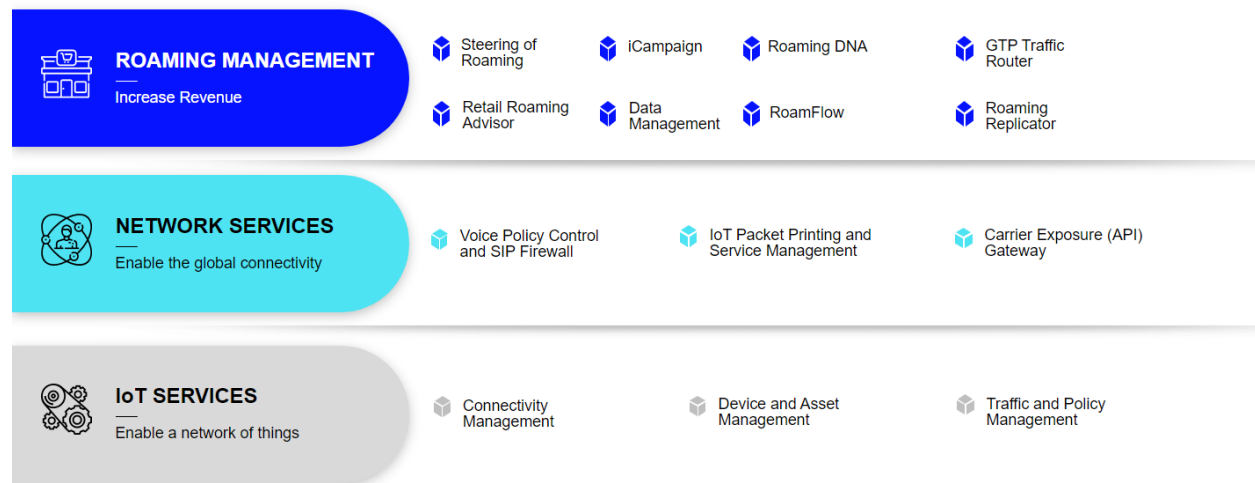 ROAMING MANAGEMENT
Increase Revenue
Steering of
Roaming
iCampaign
Roaming DNA
GTP Traffic
Router
Retail Roaming
Advisor
Data
Management
RoamFlow
Roaming
Replicator
NETWORK SERVICES
Enable the global connectivity
Voice Policy Control
and SIP Firewall
IoT Packet Printing and
Service Management
Carrier Exposure (API)
Gateway
IoT SERVICES
Enable a network of things
Connectivity
Management
Device and Asset
Management
Traffic and Policy
Management